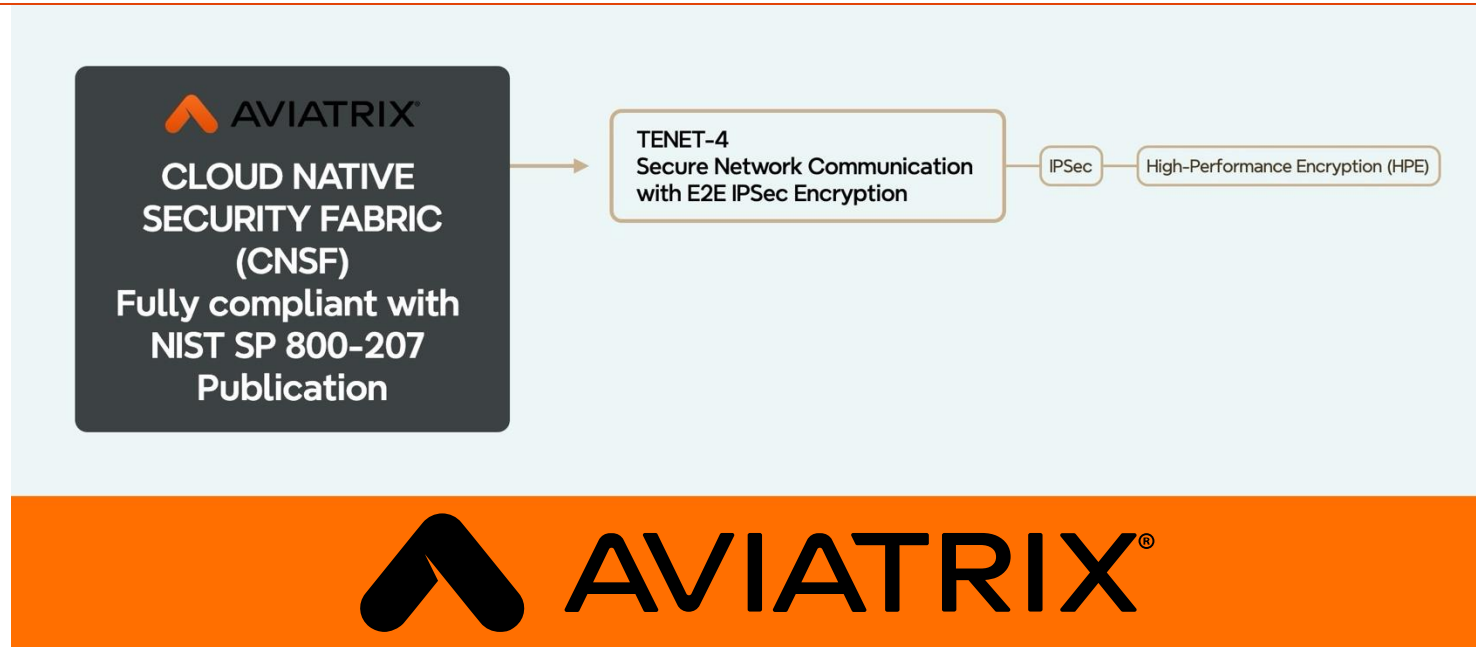 AVIATRIX®
CLOUD NATIVE
SECURITY FABRIC
(CNSF)
Fully compliant with
NIST SP 800-207
Publication
TENET-4
Secure Network Communication
with E2E IPSec Encryption
IPSec
High-Performance Encryption (HPE)
AVIATRIX®